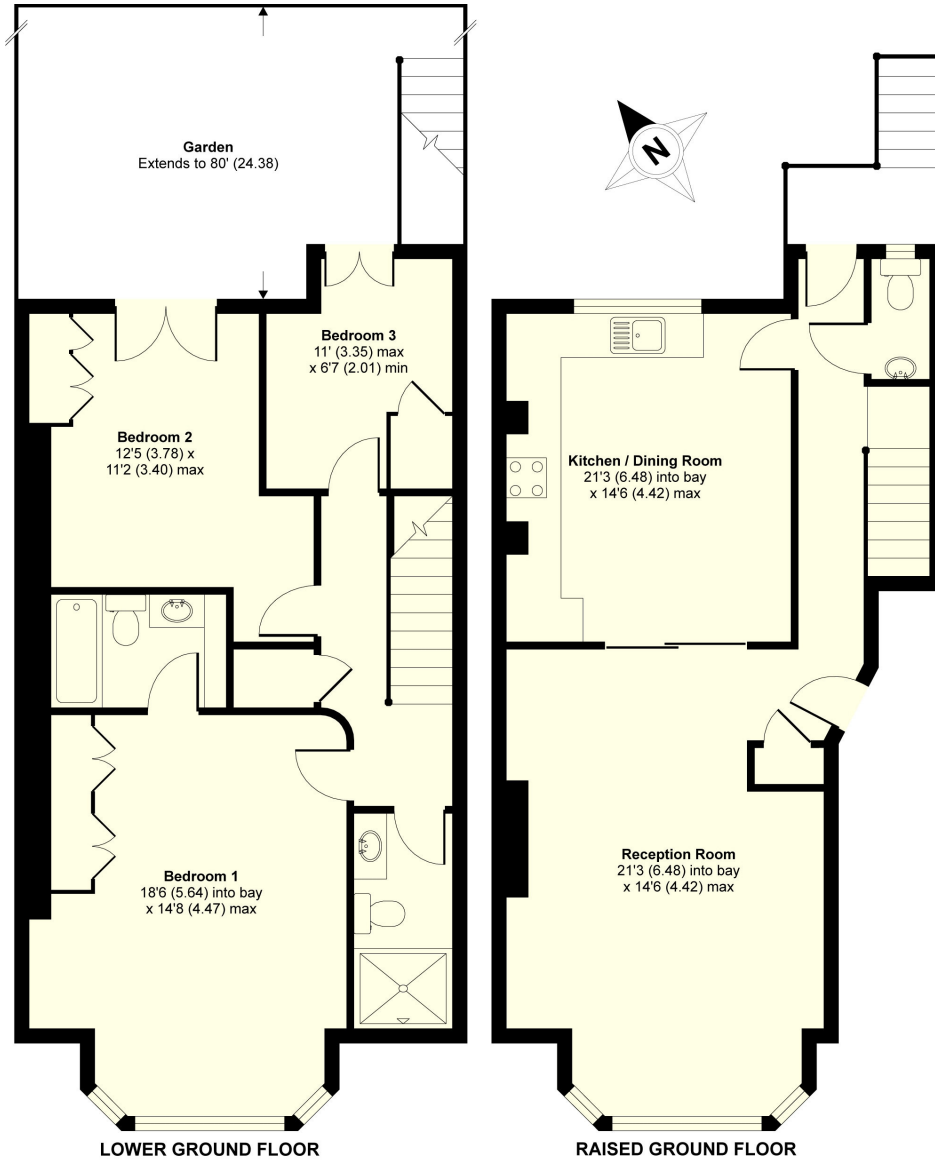 Garden
Extends to 80' (24.38)
N
Bedroom 3
11' (3.35) max
x 6'7 (2.01) min
Bedroom 2
12'5 (3.78) x
11'2 (3.40) max
Kitchen / Dining Room
21'3 (6.48) into bay
x 14'6 (4.42) max
Bedroom 1
18'6 (5.64) into bay
x 14'8 (4.47) max
Reception Room
21'3 (6.48) into bay
x 14'6 (4.42) max
LOWER GROUND FLOOR
RAISED GROUND FLOOR